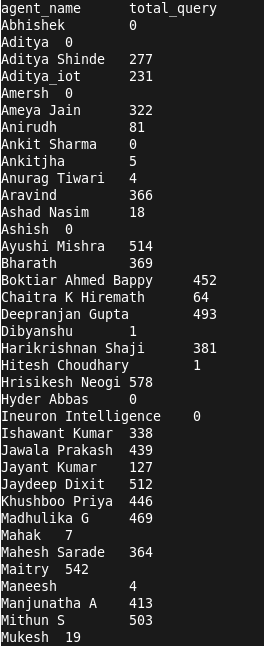 agent_name total_query
Abhishek 0
Aditya 0
Aditya Shinde 277
Aditya_iot 231
Amersh 0
Ameya Jain 322
Anirudh 81
Ankit Sharma 0
Ankitjha 5
Anurag Tiwari 4
Aravind 366
Ashad Nasim 18
Ashish 0
Ayushi Mishra 514
Bharath 369
Boktiar Ahmed Bappy 452
Chaitra K Hiremath 64
Deepranjan Gupta 493
Dibyanshu 1
Harikrishnan Shaji 381
Hitesh Choudhary 1
Hrisikesh Neogi 578
Hyder Abbas 0
Ineuron Intelligence 0
Ishawant Kumar 338
Jawala Prakash 439
Jayant Kumar 127
Jaydeep Dixit 512
Khushboo Priya 446
Madhulika G 469
Mahak 7
Mahesh Sarade 364
Maitry 542
Maneesh 4
Manjunatha A 413
Mithun S 503
Mukesh 19